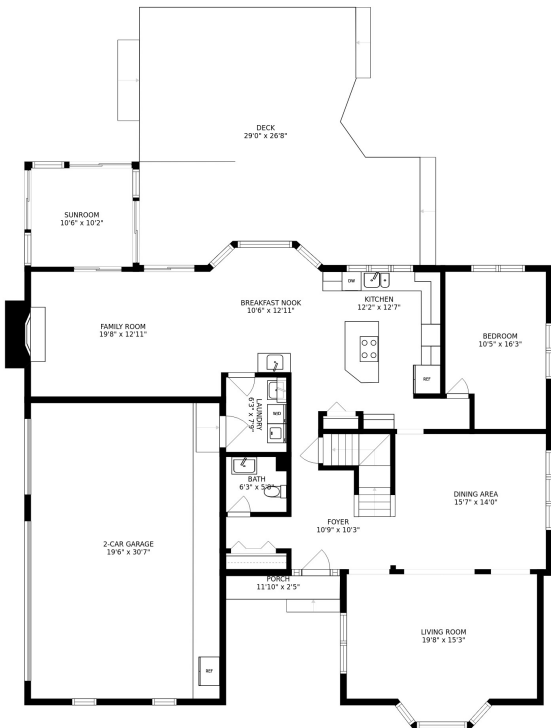 DECK
29'0" x 26'8"
SUNROOM
10'6" x 10'2"
BREAKFAST NOOK
10'6" x 12'11"
DW
KITCHEN
12'2" x 12'7"
FAMILY ROOM
19'8" x 12'11"
BEDROOM
10'5" x 16'3"
REF
LAUNDRY
6'3" x 7'9"
W/D
BATH
6'3" x 5'8"
DINING AREA
15'7" x 14'0"
FOYER
10'9" x 10'3"
2-CAR GARAGE
19'6" x 30'7"
PORCH
11'10" x 2'5"
LIVING ROOM
19'8" x 15'3"
REF